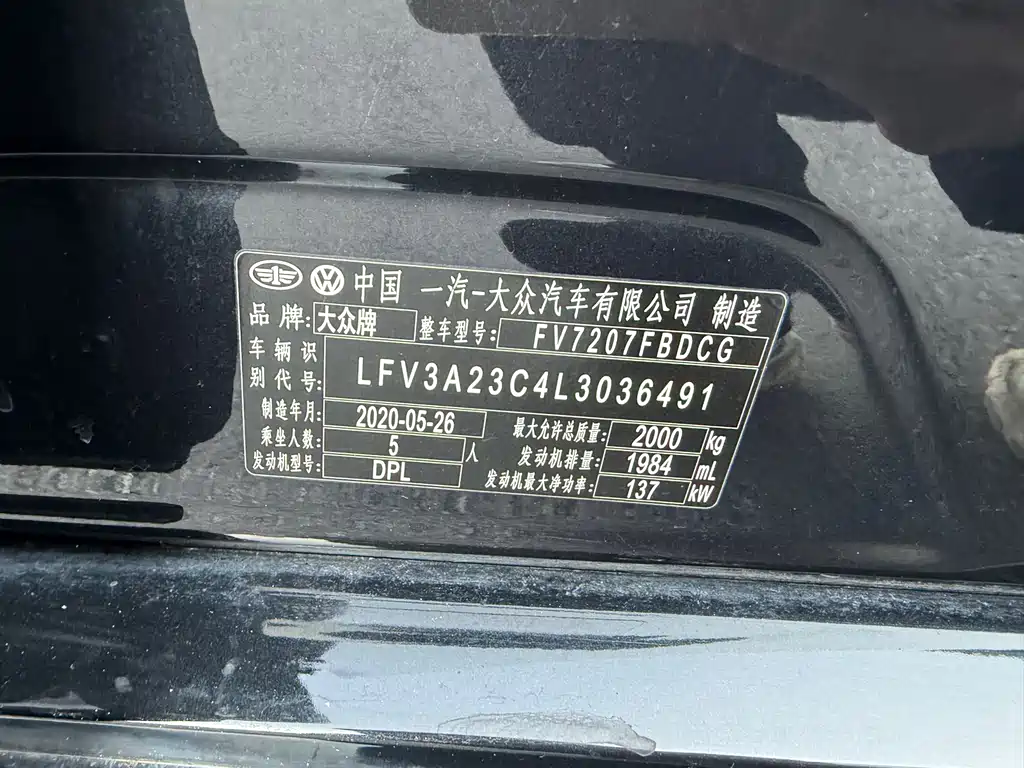 中国 一汽-大众汽车有限公司 制造
品牌: 大众牌 整车型号: FV7207FBDCG
车辆识别代号: LFV3A23C4L3036491
制造年月: 2020-05-26 最大允许总质量: 2000 kg
乘坐人数: 5 人 发动机排量: 1984 mL
发动机型号: DPL 发动机最大净功率: 137 kW